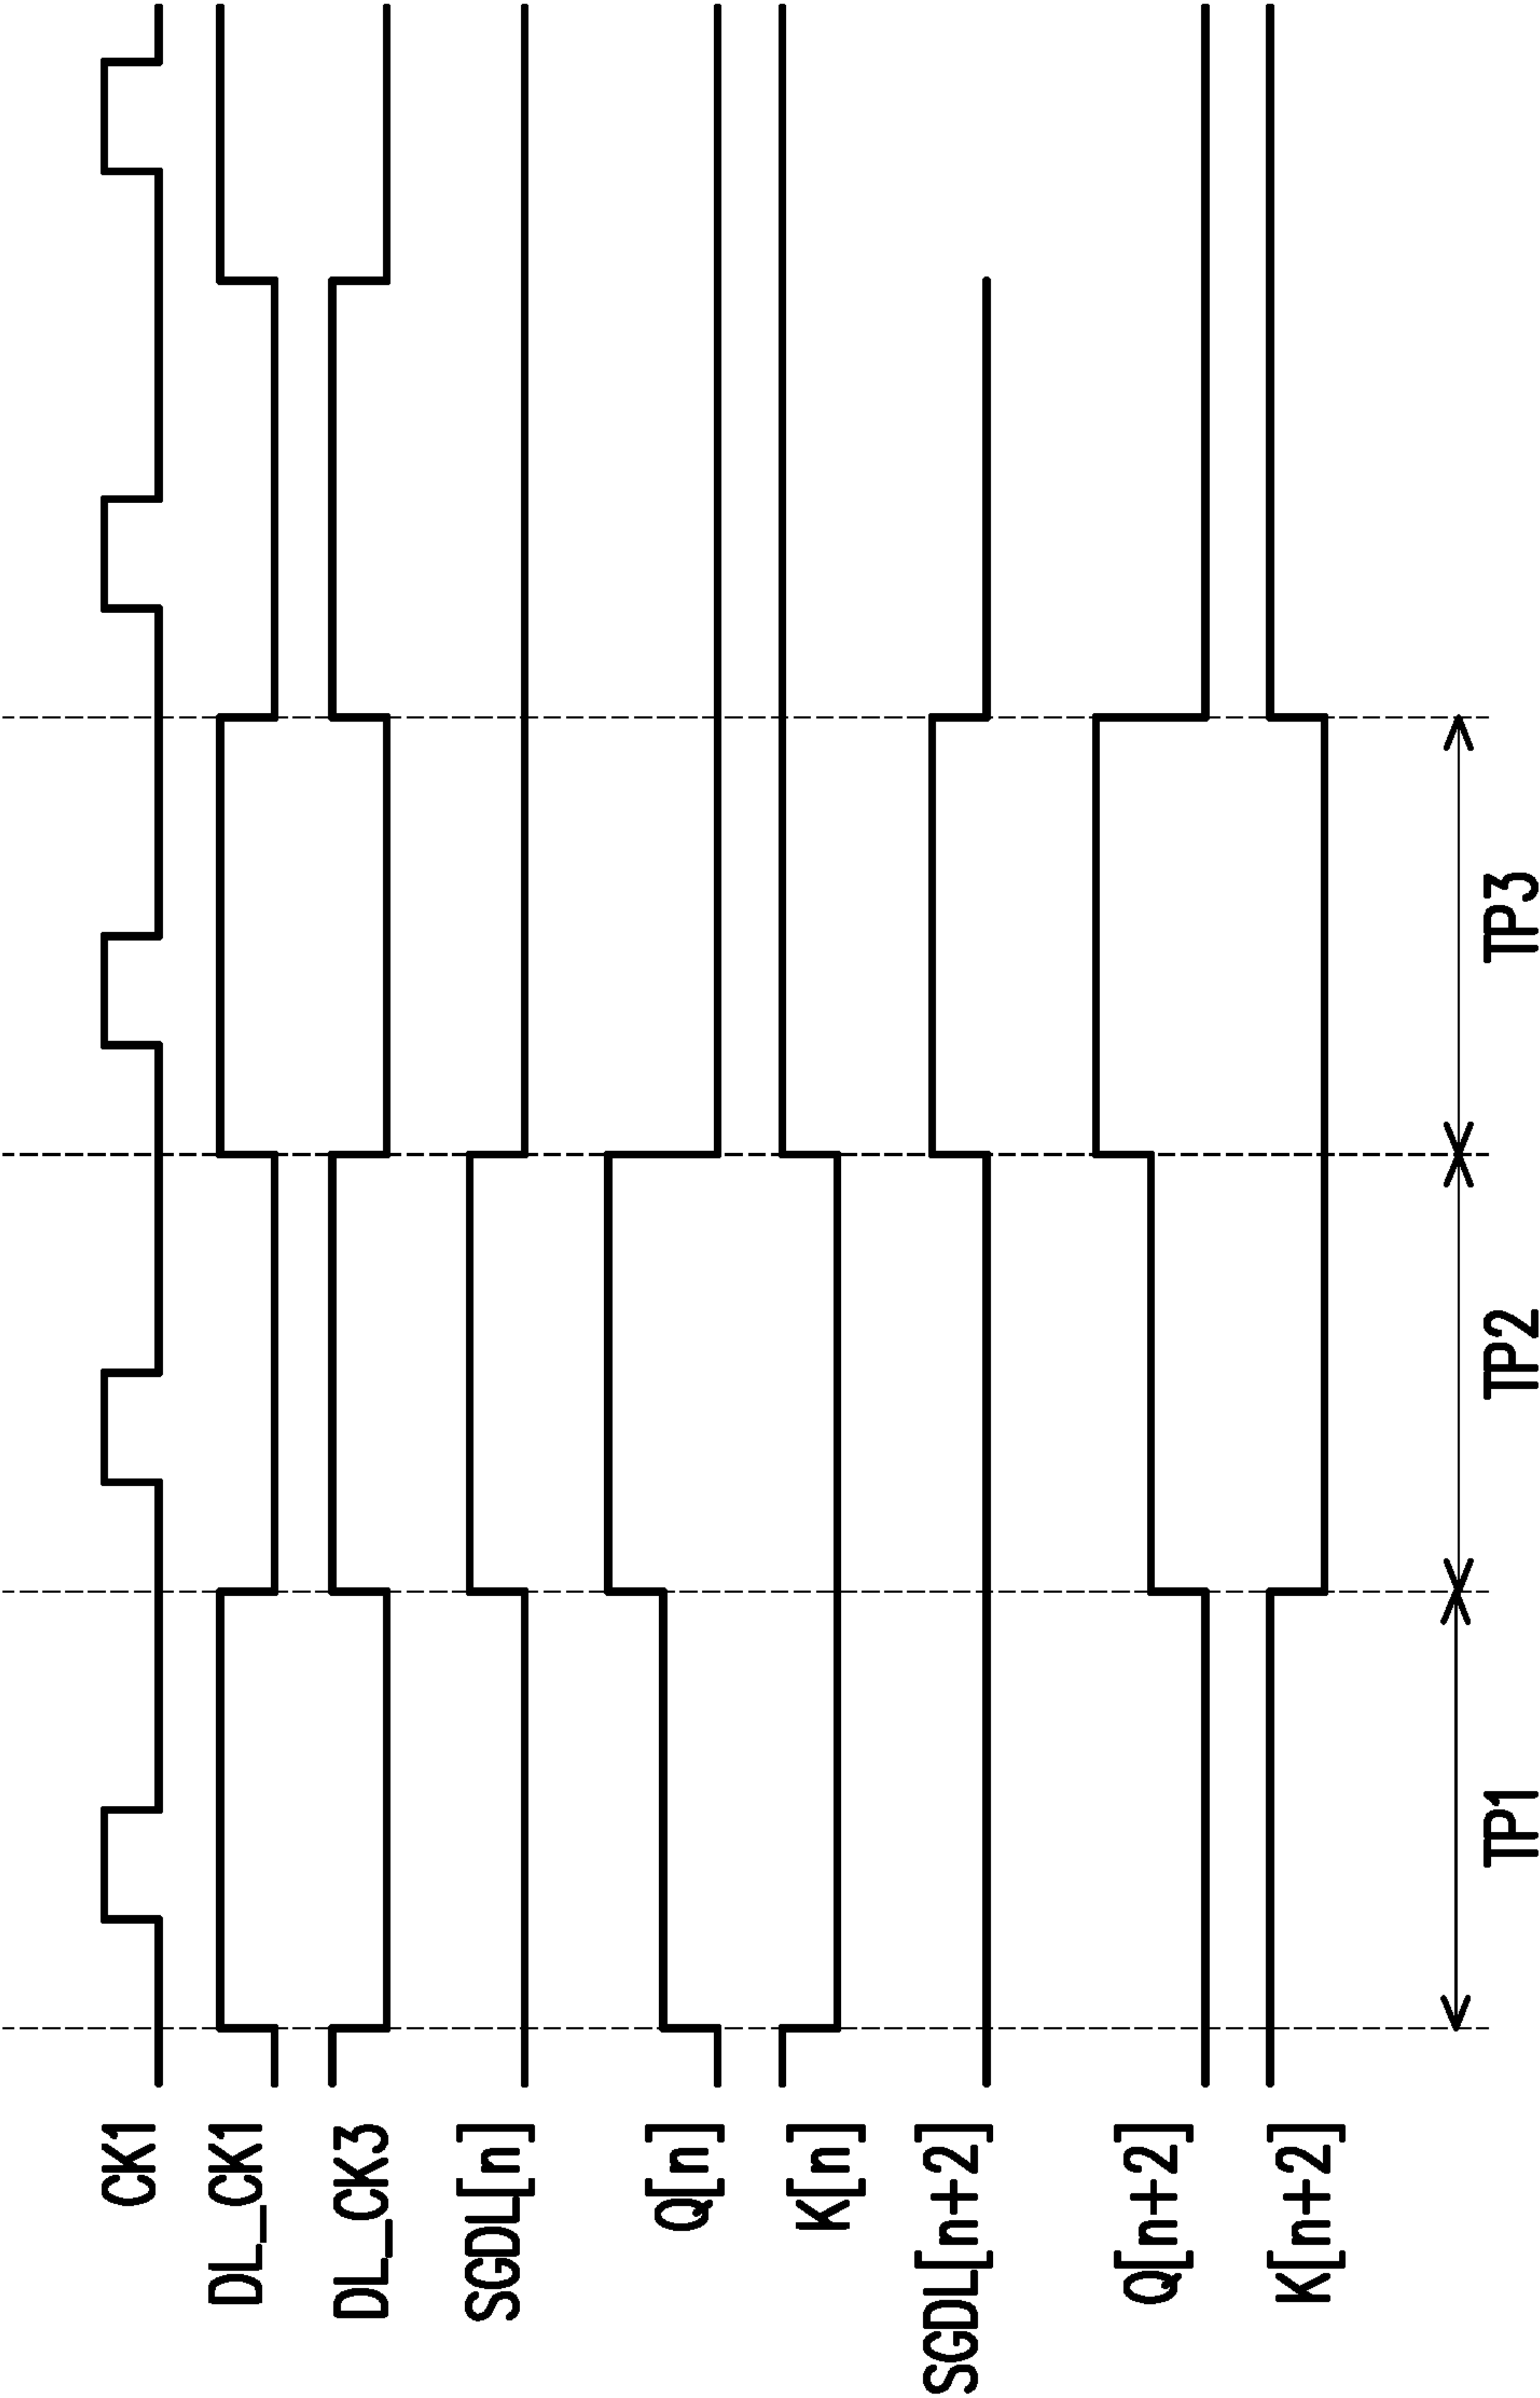 CK1
DL_CK1
DL_CK3
SGDL[n]
Q[n]
K[n]
SGDL[n+2]
Q[n+2]
K[n+2]
TP1
TP2
TP3